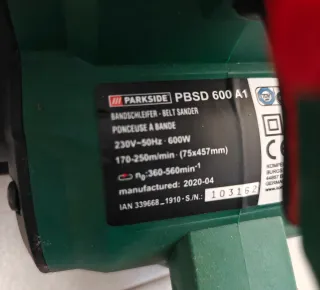 PARKSIDE PBSD 600 A1
BANDSCHLEIFER - BELT SANDER
PONCEUSE À BANDE
230V~50Hz · 600W
170-250m/min · (75x457mm)
n₀:360-560min⁻¹
manufactured: 2020-04
IAN 339668_1910 · S./N.: 103162